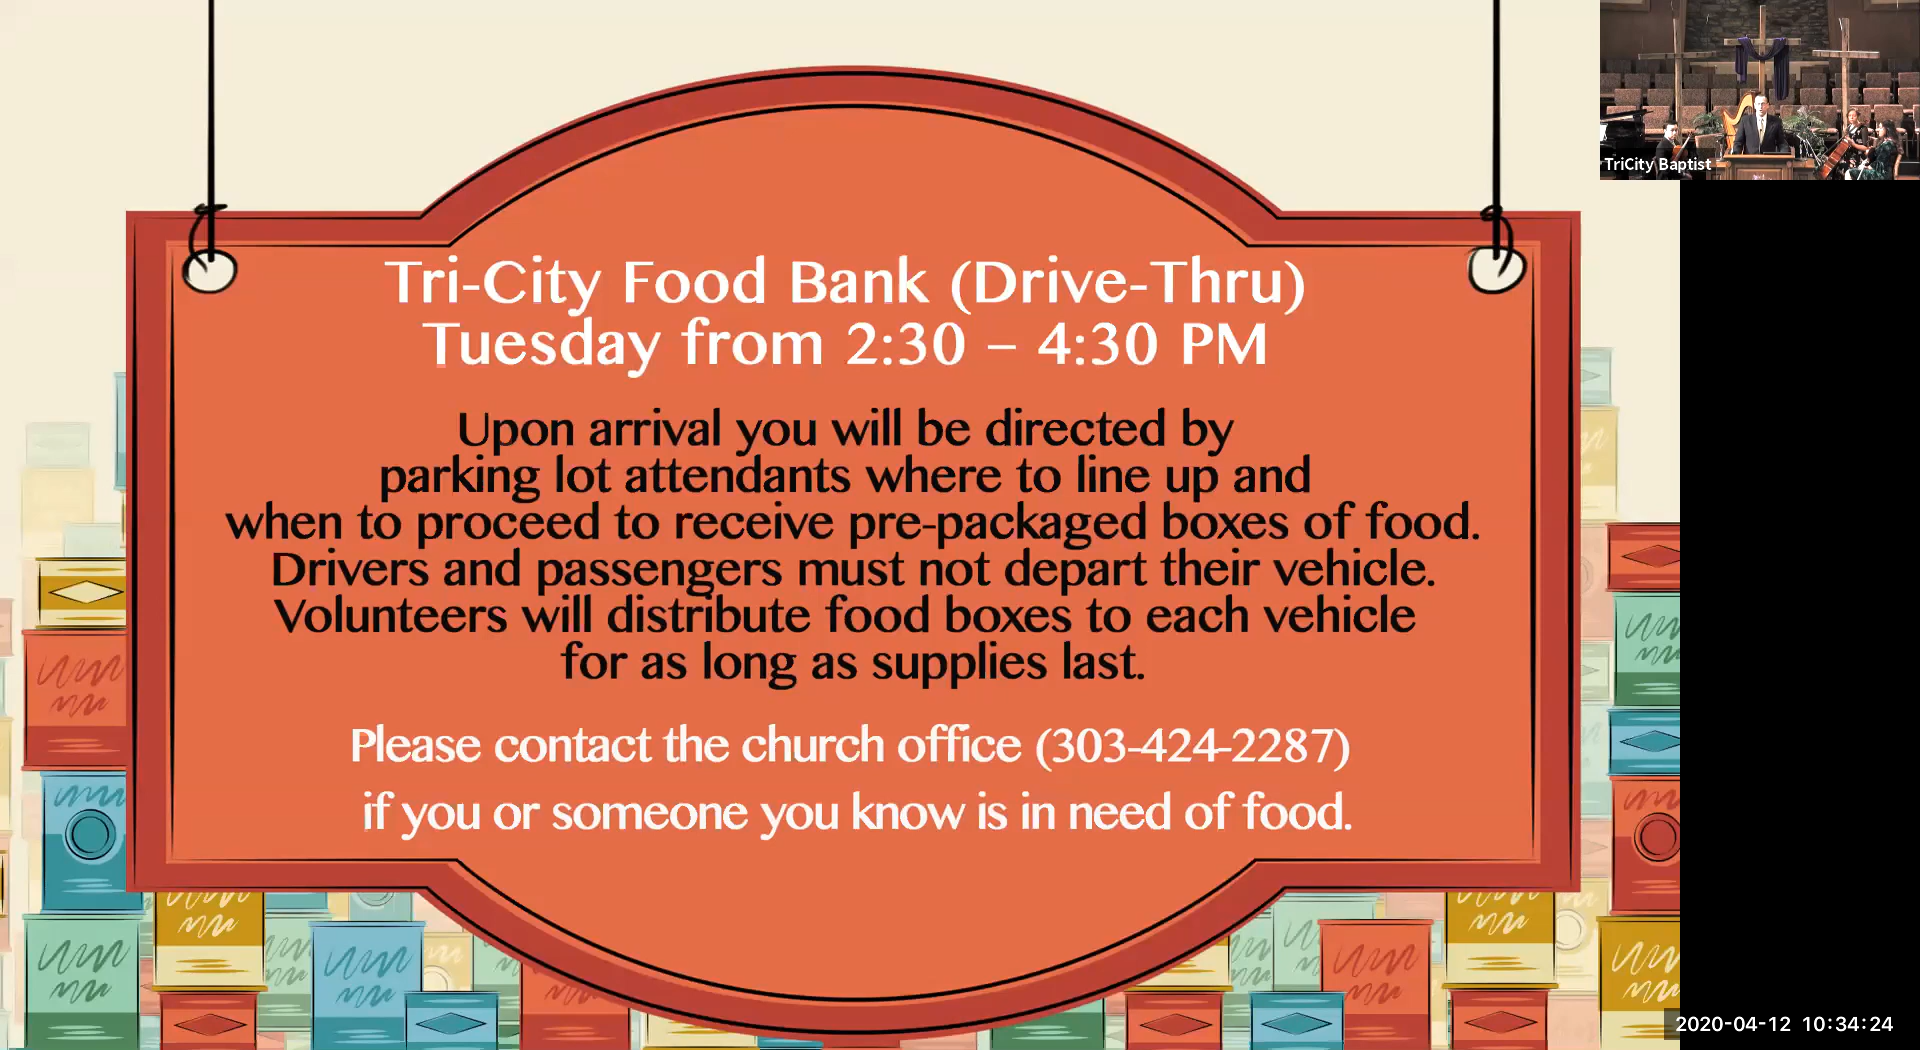 Tri-City Food Bank (Drive-Thru)
Tuesday from 2:30 – 4:30 PM
Upon arrival you will be directed by
parking lot attendants where to line up and
when to proceed to receive pre-packaged boxes of food.
Drivers and passengers must not depart their vehicle.
Volunteers will distribute food boxes to each vehicle
for as long as supplies last.
Please contact the church office (303-424-2287)
if you or someone you know is in need of food.
TriCity Baptist
2020-04-12 10:34:24